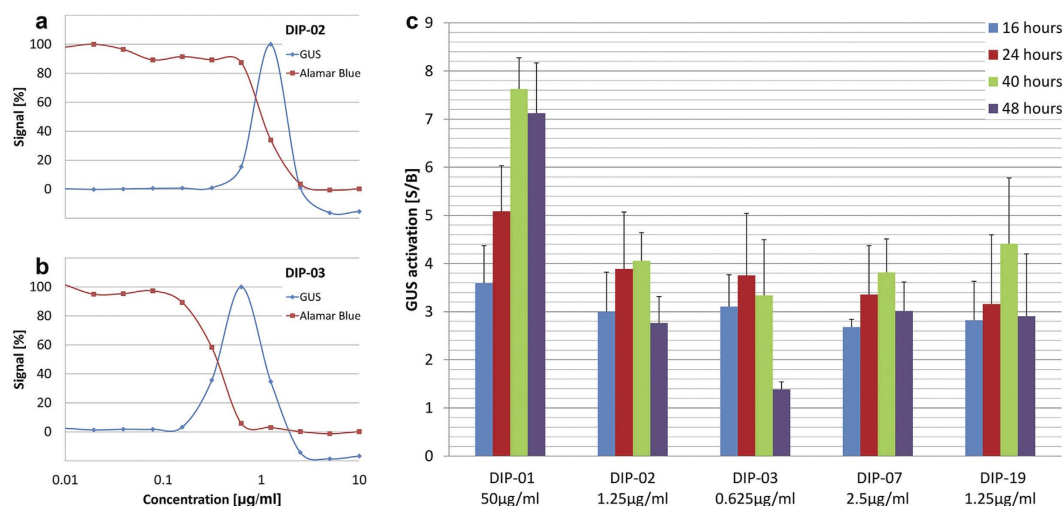 a
DIP-02
GUS
Alamar Blue
Signal [%]
100
80
60
40
20
0
b
DIP-03
GUS
Alamar Blue
Signal [%]
100
80
60
40
20
0
0.01
0.1
1
10
Concentration [µg/ml]
c
16 hours
24 hours
40 hours
48 hours
GUS activation [S/B]
9
8
7
6
5
4
3
2
1
0
DIP-01 DIP-02 DIP-03 DIP-07 DIP-19
50µg/ml 1.25µg/ml 0.625µg/ml 2.5µg/ml 1.25µg/ml